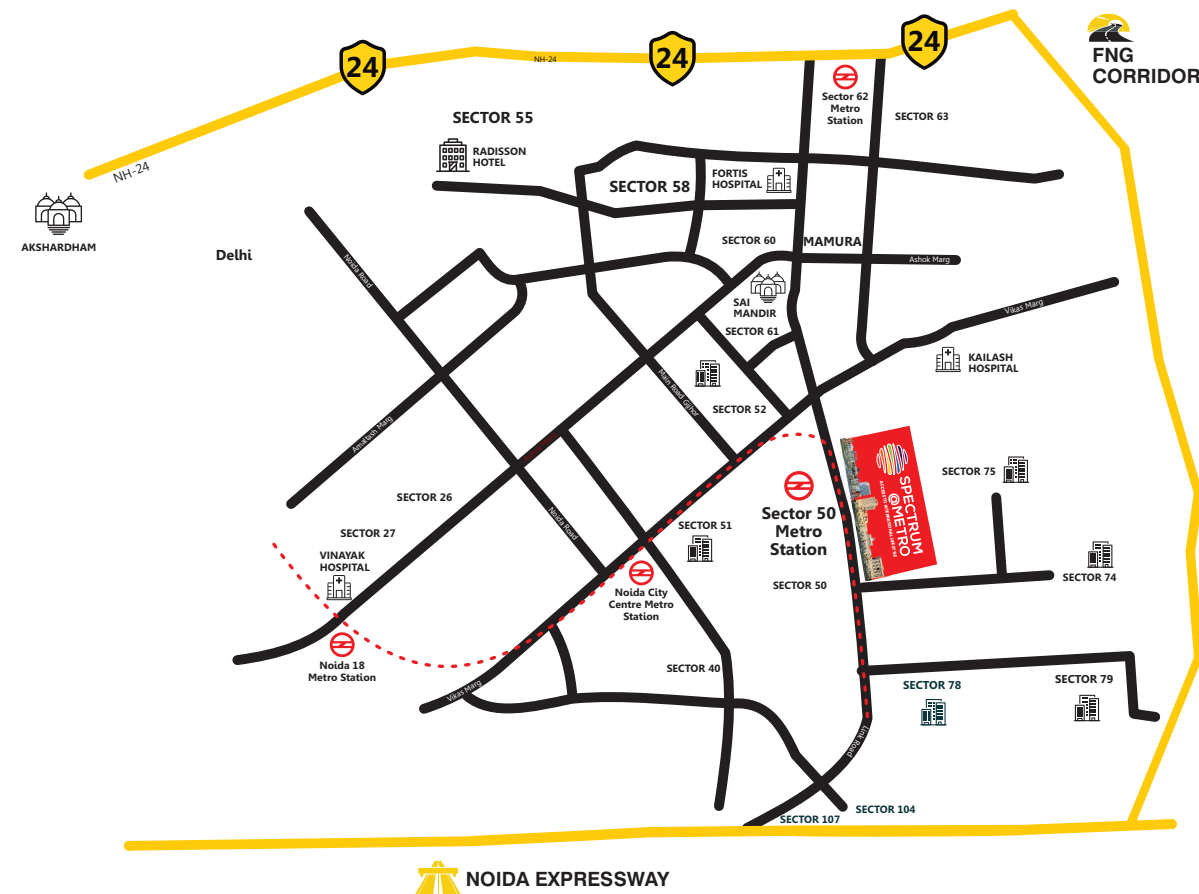 24
24
24
FNG
CORRIDOR
NH-24
NH-24
Sector 62
Metro
Station
SECTOR 63
SECTOR 55
RADISSON
HOTEL
FORTIS
HOSPITAL
SECTOR 58
AKSHARDHAM
Delhi
Noida Road
SECTOR 60
MAMURA
Ashok Marg
SAI
MANDIR
SECTOR 61
Vikas Marg
KAILASH
HOSPITAL
Main Road Gijhor
SECTOR 52
Amaltash Marg
SECTOR 26
SECTOR 27
Noida Road
SECTOR 51
Sector 50
Metro
Station
SPECTRUM
@METRO
SECTOR 75
VINAYAK
HOSPITAL
Noida City
Centre Metro
Station
SECTOR 50
SECTOR 74
Noida 18
Metro Station
Vikas Marg
SECTOR 40
SECTOR 78
SECTOR 79
Link Road
SECTOR 104
SECTOR 107
NOIDA EXPRESSWAY